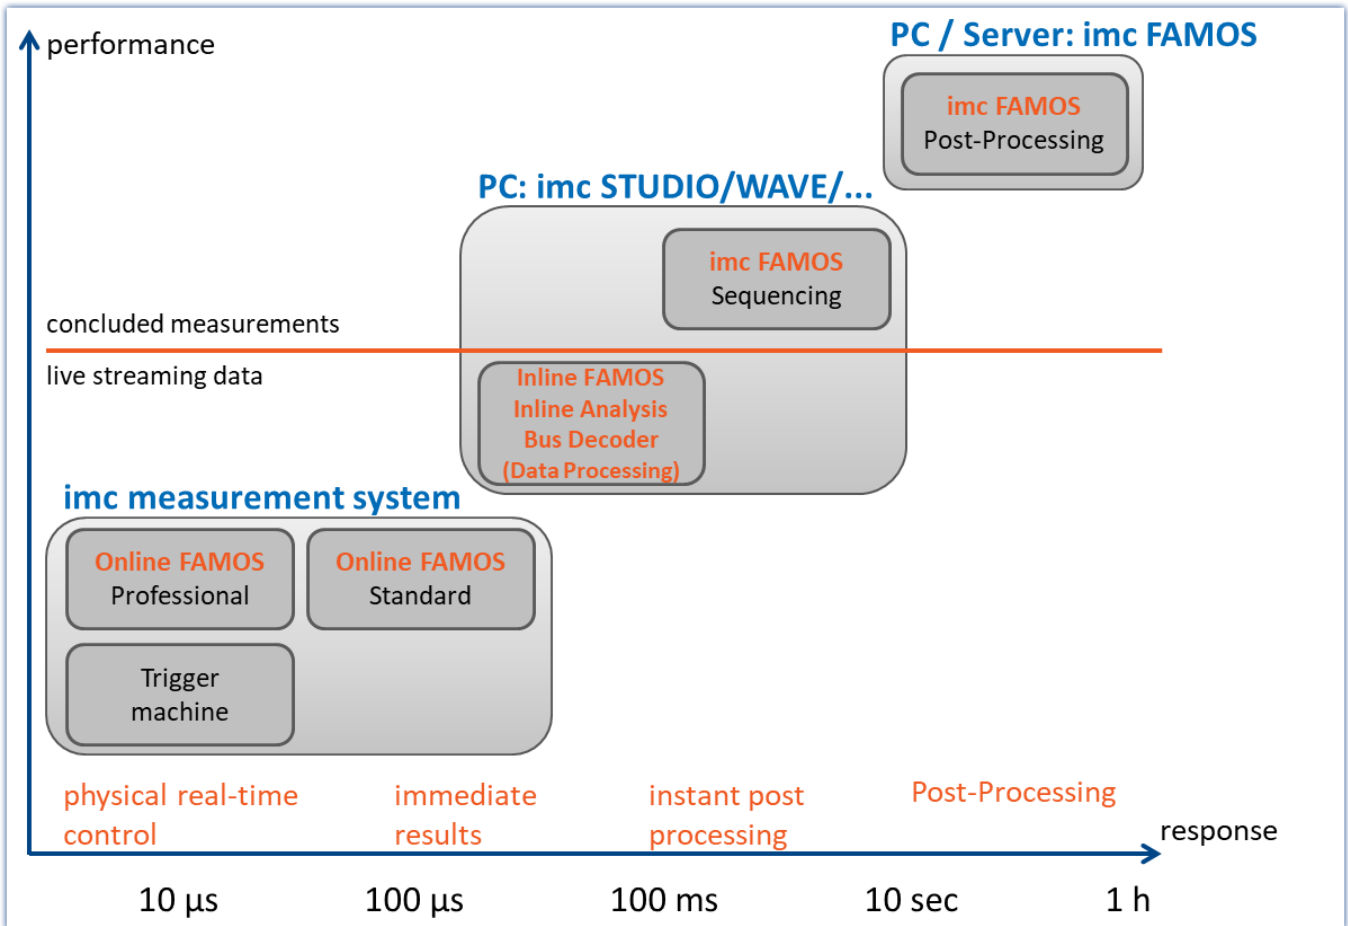 performance
PC / Server: imc FAMOS
imc FAMOS
Post-Processing
PC: imc STUDIO/WAVE/...
imc FAMOS
Sequencing
concluded measurements
live streaming data
Inline FAMOS
Inline Analysis
Bus Decoder
(Data Processing)
imc measurement system
Online FAMOS
Professional
Online FAMOS
Standard
Trigger
machine
physical real-time
control
immediate
results
instant post
processing
Post-Processing
response
10 µs
100 µs
100 ms
10 sec
1 h